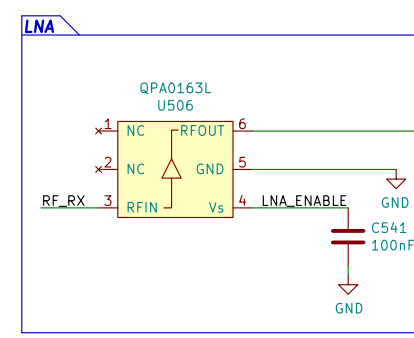 LNA
QPA0163L
U506
1 NC RFOUT 6
2 NC GND 5
RF_RX 3 RFIN Vs 4 LNA_ENABLE
GND
C541
100nF
GND